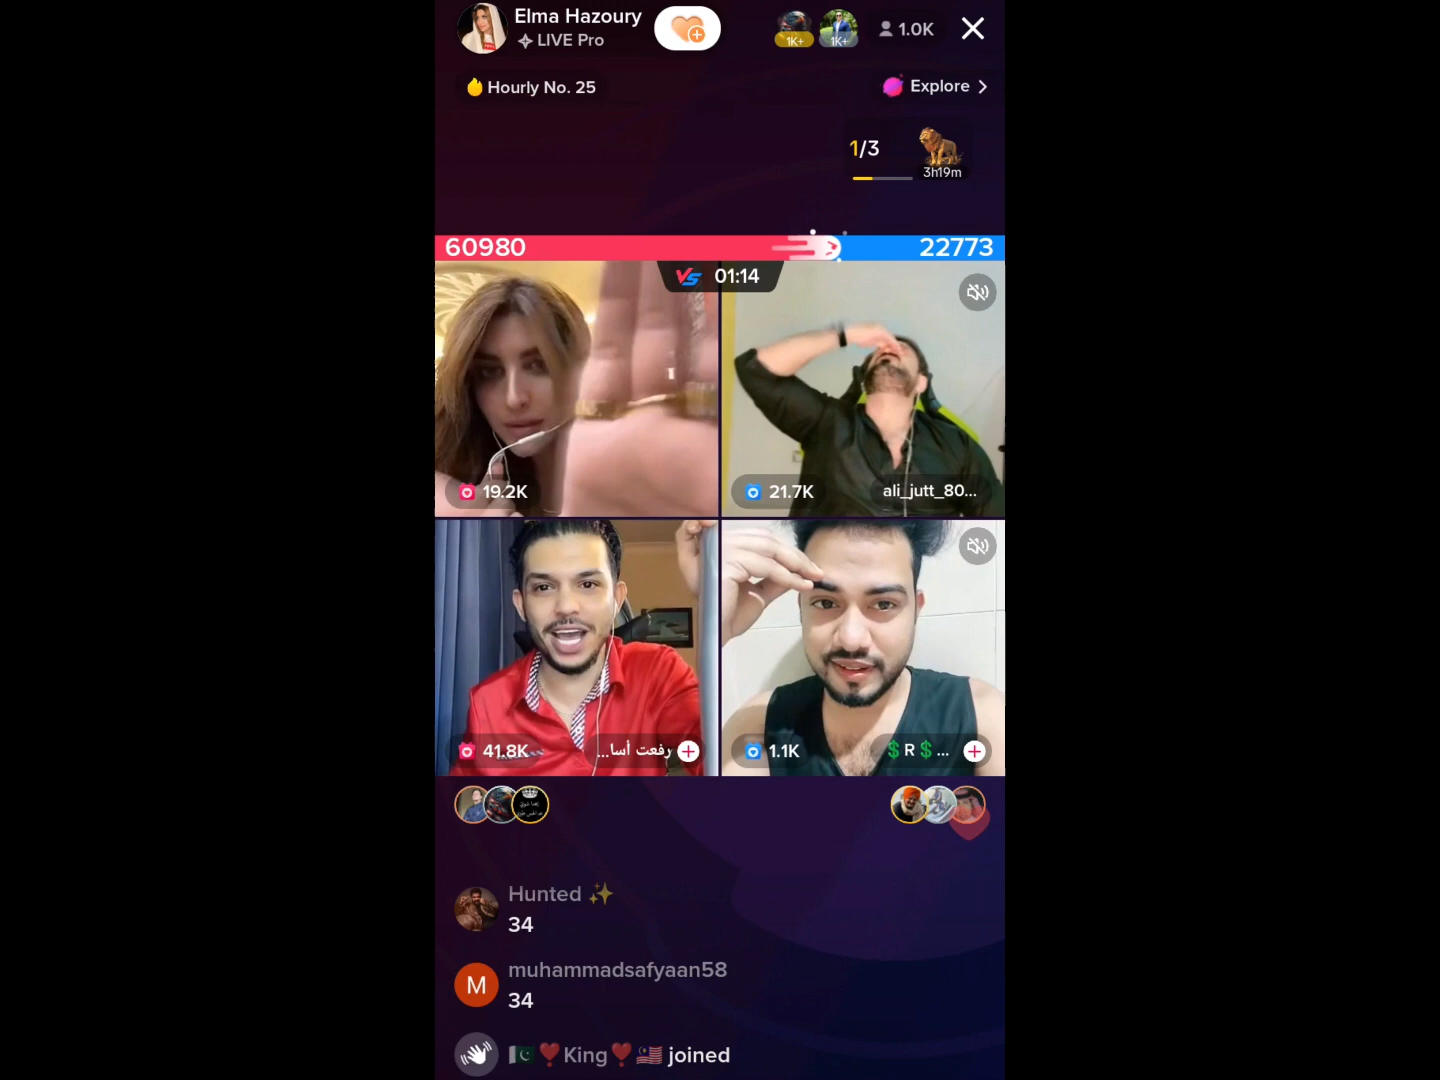 Elma Hazoury
LIVE Pro
1K+
1K+
1.0K
Hourly No. 25
Explore
1/3
3h19m
60980
22773
VS 01:14
19.2K
21.7K
ali_jutt_80...
41.8K
رفعت أسا...
1.1K
💲R💲...
Hunted ✨
34
M
muhammadsafyaan58
34
🇵🇰❣️King❣️🇲🇾 joined